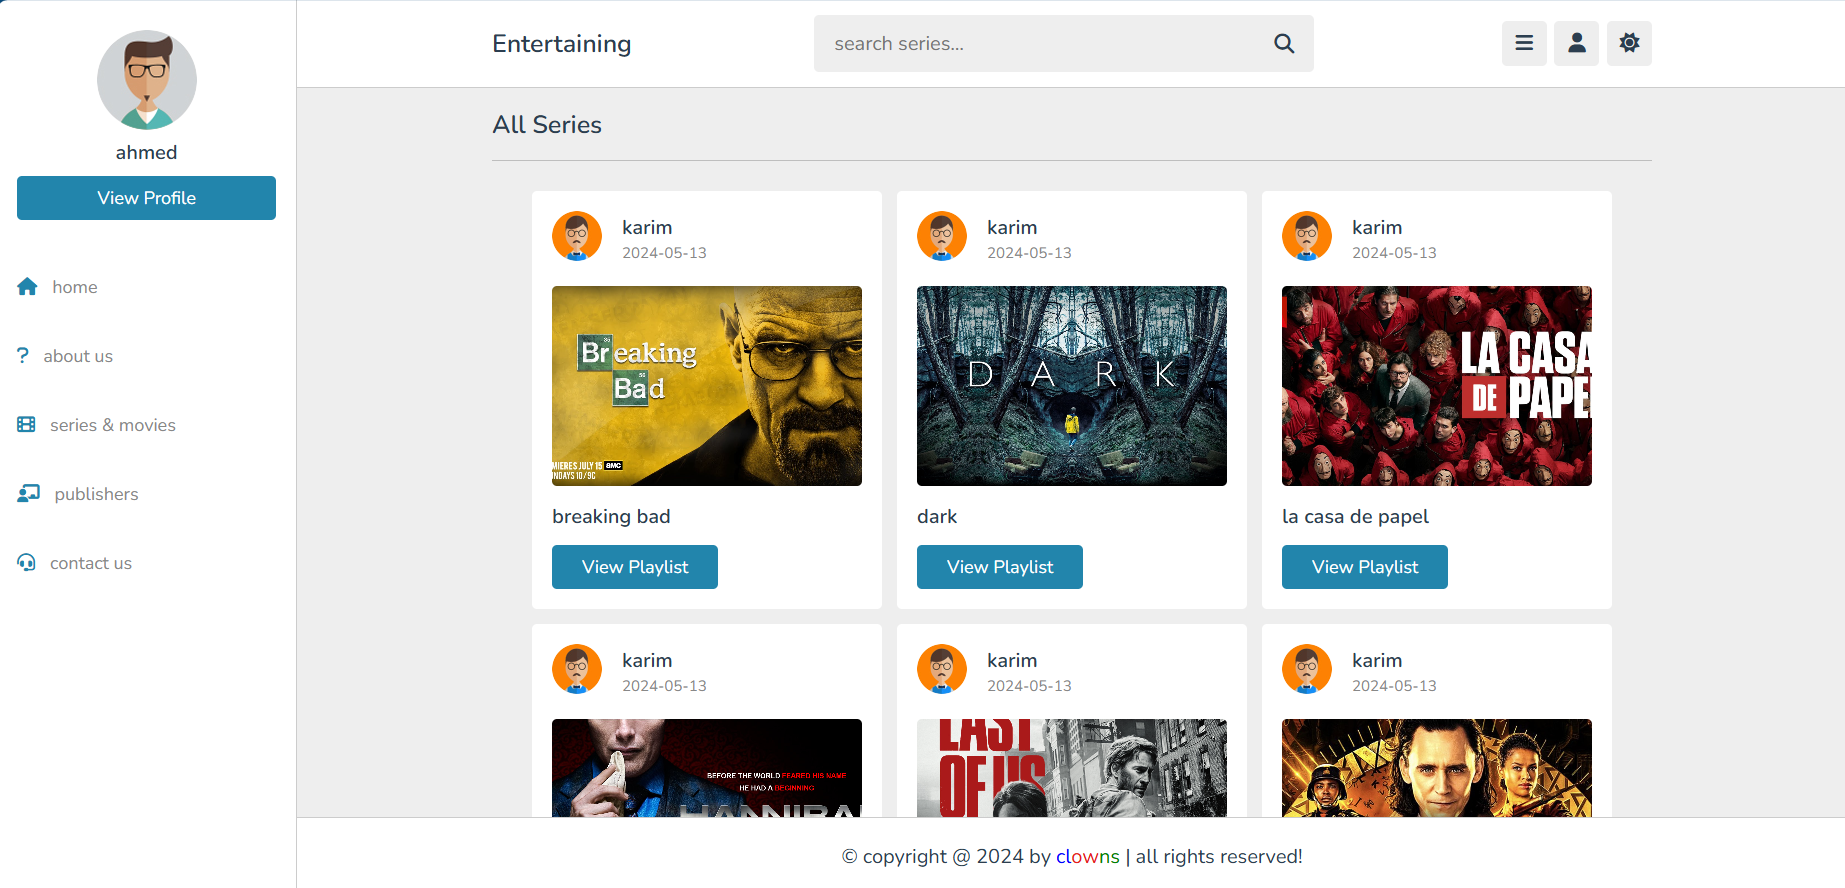 ahmed
View Profile
home
about us
series & movies
publishers
contact us
Entertaining
search series...
All Series
karim
2024-05-13
Breaking
Bad
MIERES JULY 15 AMC
NDAYS 10/9C
breaking bad
View Playlist
karim
2024-05-13
DARK
dark
View Playlist
karim
2024-05-13
LA CASA
DE PAPE
la casa de papel
View Playlist
karim
2024-05-13
BEFORE THE WORLD FEARED HIS NAME
HE HAD A BEGINNING
HANNIBA
karim
2024-05-13
LAST
OF US
karim
2024-05-13
© copyright @ 2024 by clowns | all rights reserved!